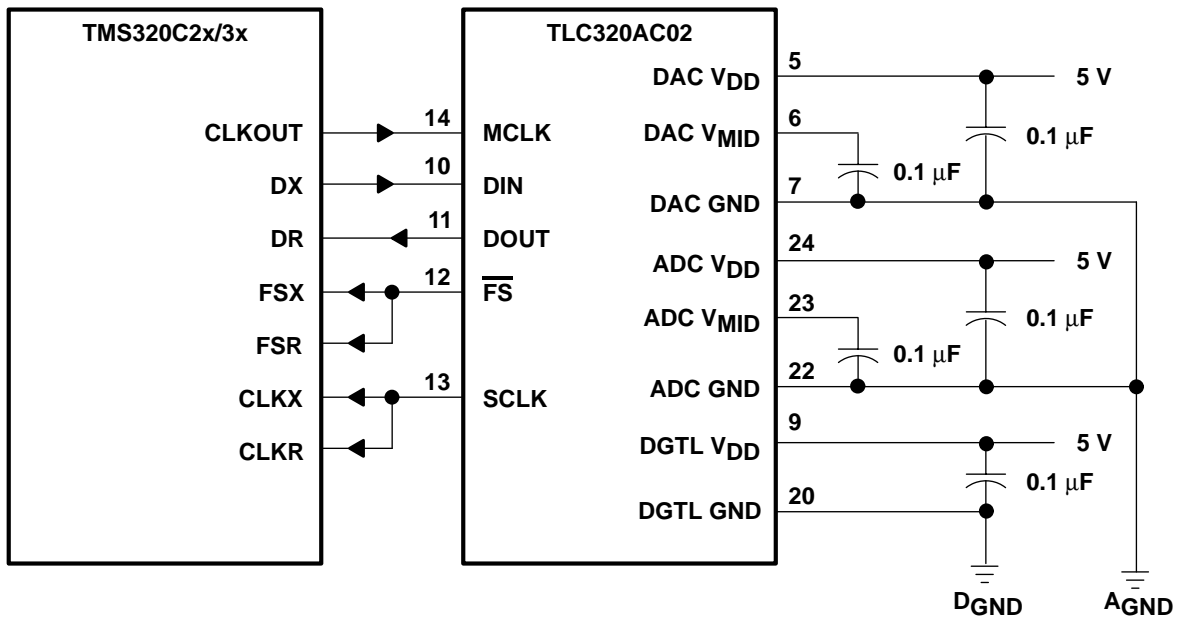 TMS320C2x/3x
CLKOUT
DX
DR
FSX
FSR
CLKX
CLKR
14
10
11
12
13
TLC320AC02
MCLK
DIN
DOUT
FS
SCLK
DAC VDD
DAC VMID
DAC GND
ADC VDD
ADC VMID
ADC GND
DGTL VDD
DGTL GND
5
6
7
24
23
22
9
20
5 V
0.1 μF
0.1 μF
5 V
0.1 μF
0.1 μF
5 V
0.1 μF
DGND
AGND